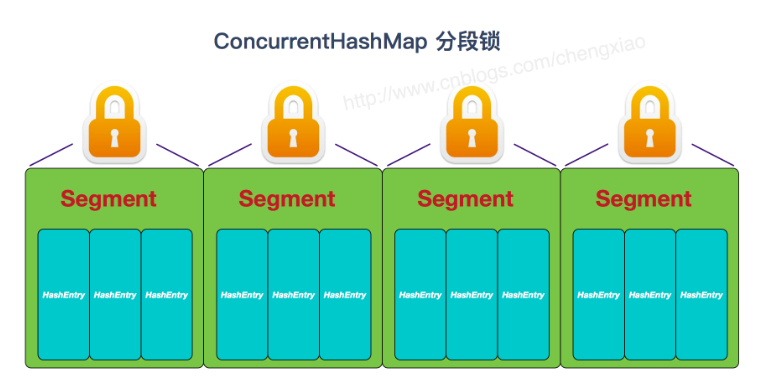 ConcurrentHashMap 分段锁
http://www.cnblogs.com/chengxiao
Segment Segment Segment Segment
HashEntry HashEntry HashEntry HashEntry HashEntry HashEntry HashEntry HashEntry HashEntry HashEntry HashEntry HashEntry